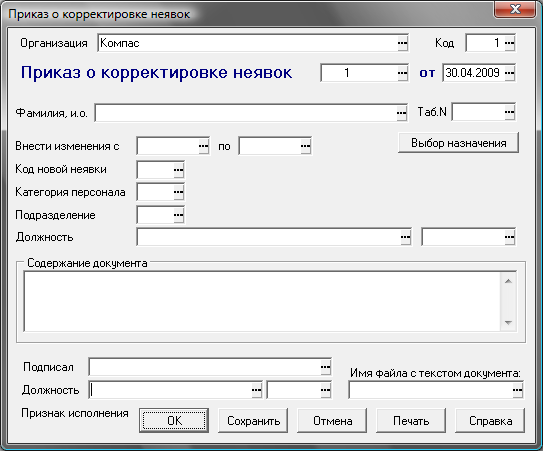 Приказ о корректировке неявок
Организация Компас ... Код 1 ...
Приказ о корректировке неявок 1 ... от 30.04.2009 ...
Фамилия, и.о. ... Таб.N ...
Внести изменения с ... по ... Выбор назначения
Код новой неявки ...
Категория персонала ...
Подразделение ...
Должность ... ...
Содержание документа
Подписал ... Имя файла с текстом документа:
Должность ... ... ...
Признак исполнения OK Сохранить Отмена Печать Справка